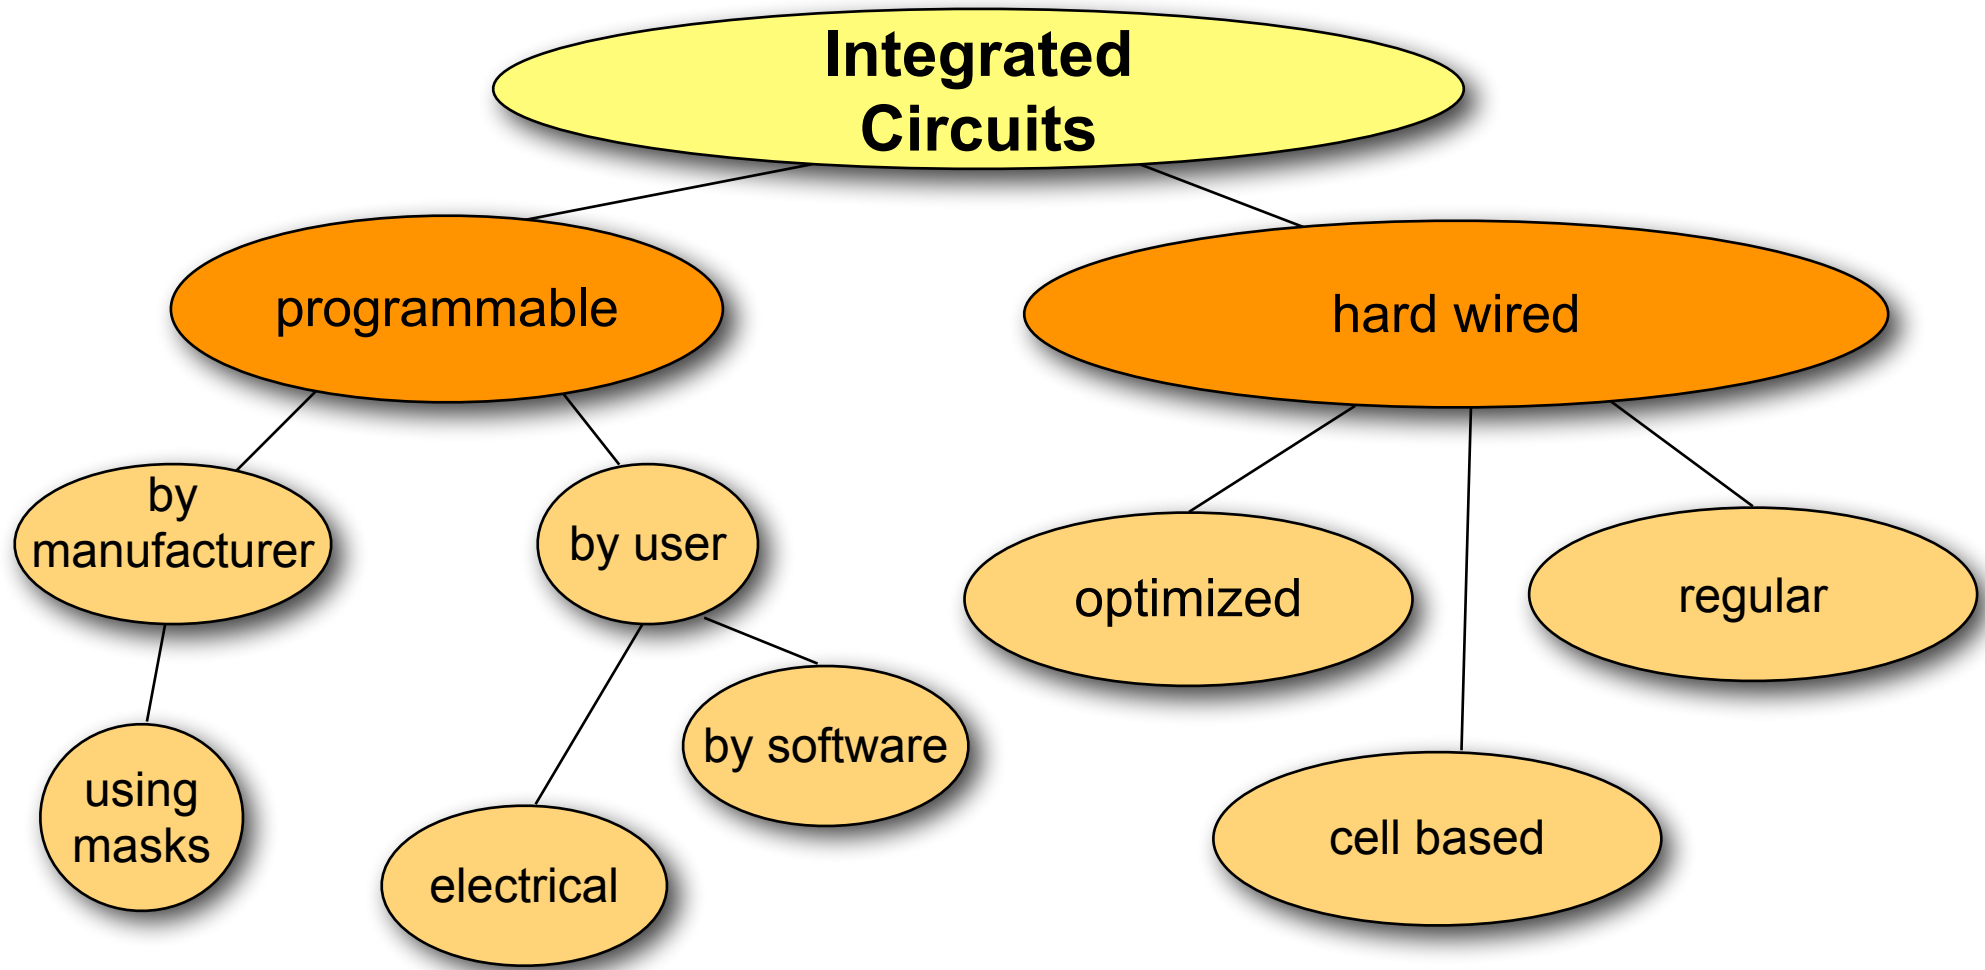 Integrated
Circuits
programmable
hard wired
by
manufacturer
by user
optimized
regular
using
masks
electrical
by software
cell based